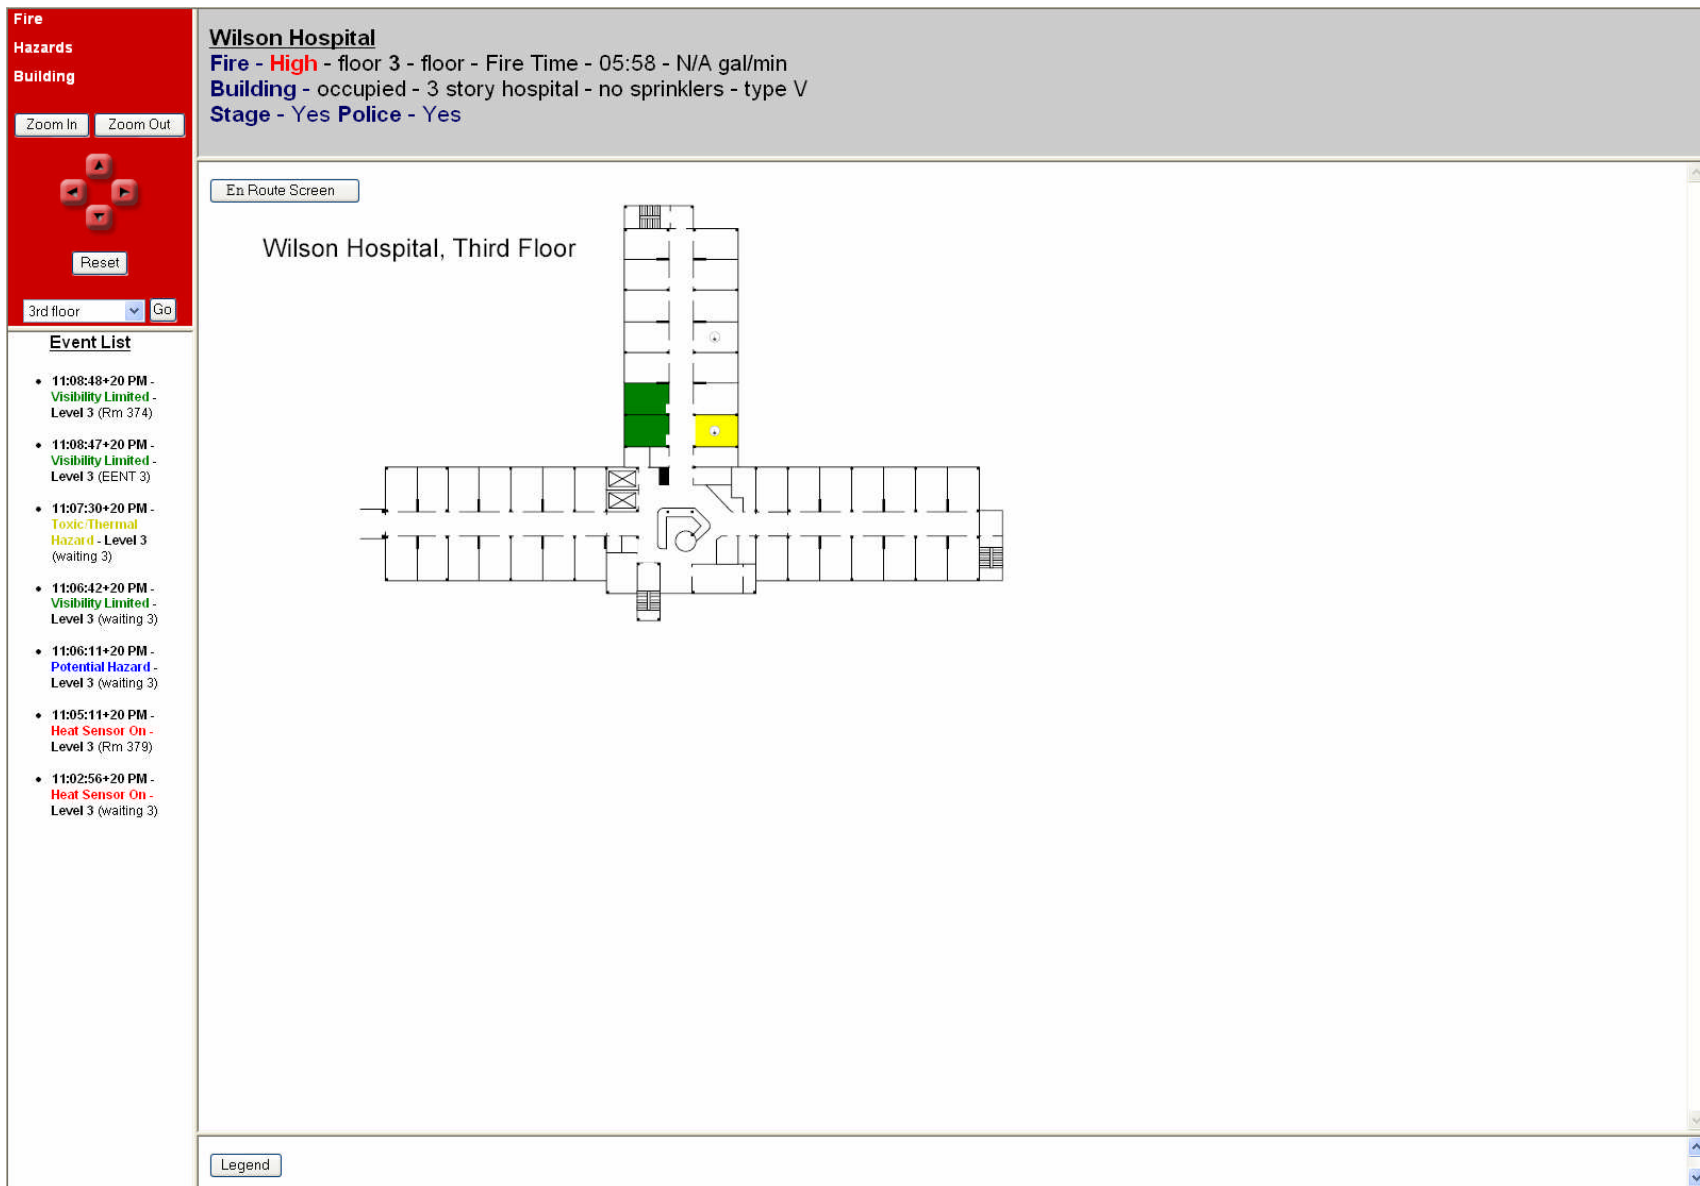 Fire
Hazards
Building
Zoom In Zoom Out
Reset
3rd floor Go
Event List
11:08:48+20 PM -
Visibility Limited -
Level 3 (Rm 374)
11:08:47+20 PM -
Visibility Limited -
Level 3 (EENT 3)
11:07:30+20 PM -
Toxic/Thermal
Hazard - Level 3
(waiting 3)
11:06:42+20 PM -
Visibility Limited -
Level 3 (waiting 3)
11:06:11+20 PM -
Potential Hazard -
Level 3 (waiting 3)
11:05:11+20 PM -
Heat Sensor On -
Level 3 (Rm 379)
11:02:56+20 PM -
Heat Sensor On -
Level 3 (waiting 3)
Wilson Hospital
Fire - High - floor 3 - floor - Fire Time - 05:58 - N/A gal/min
Building - occupied - 3 story hospital - no sprinklers - type V
Stage - Yes Police - Yes
En Route Screen
Wilson Hospital, Third Floor
Legend